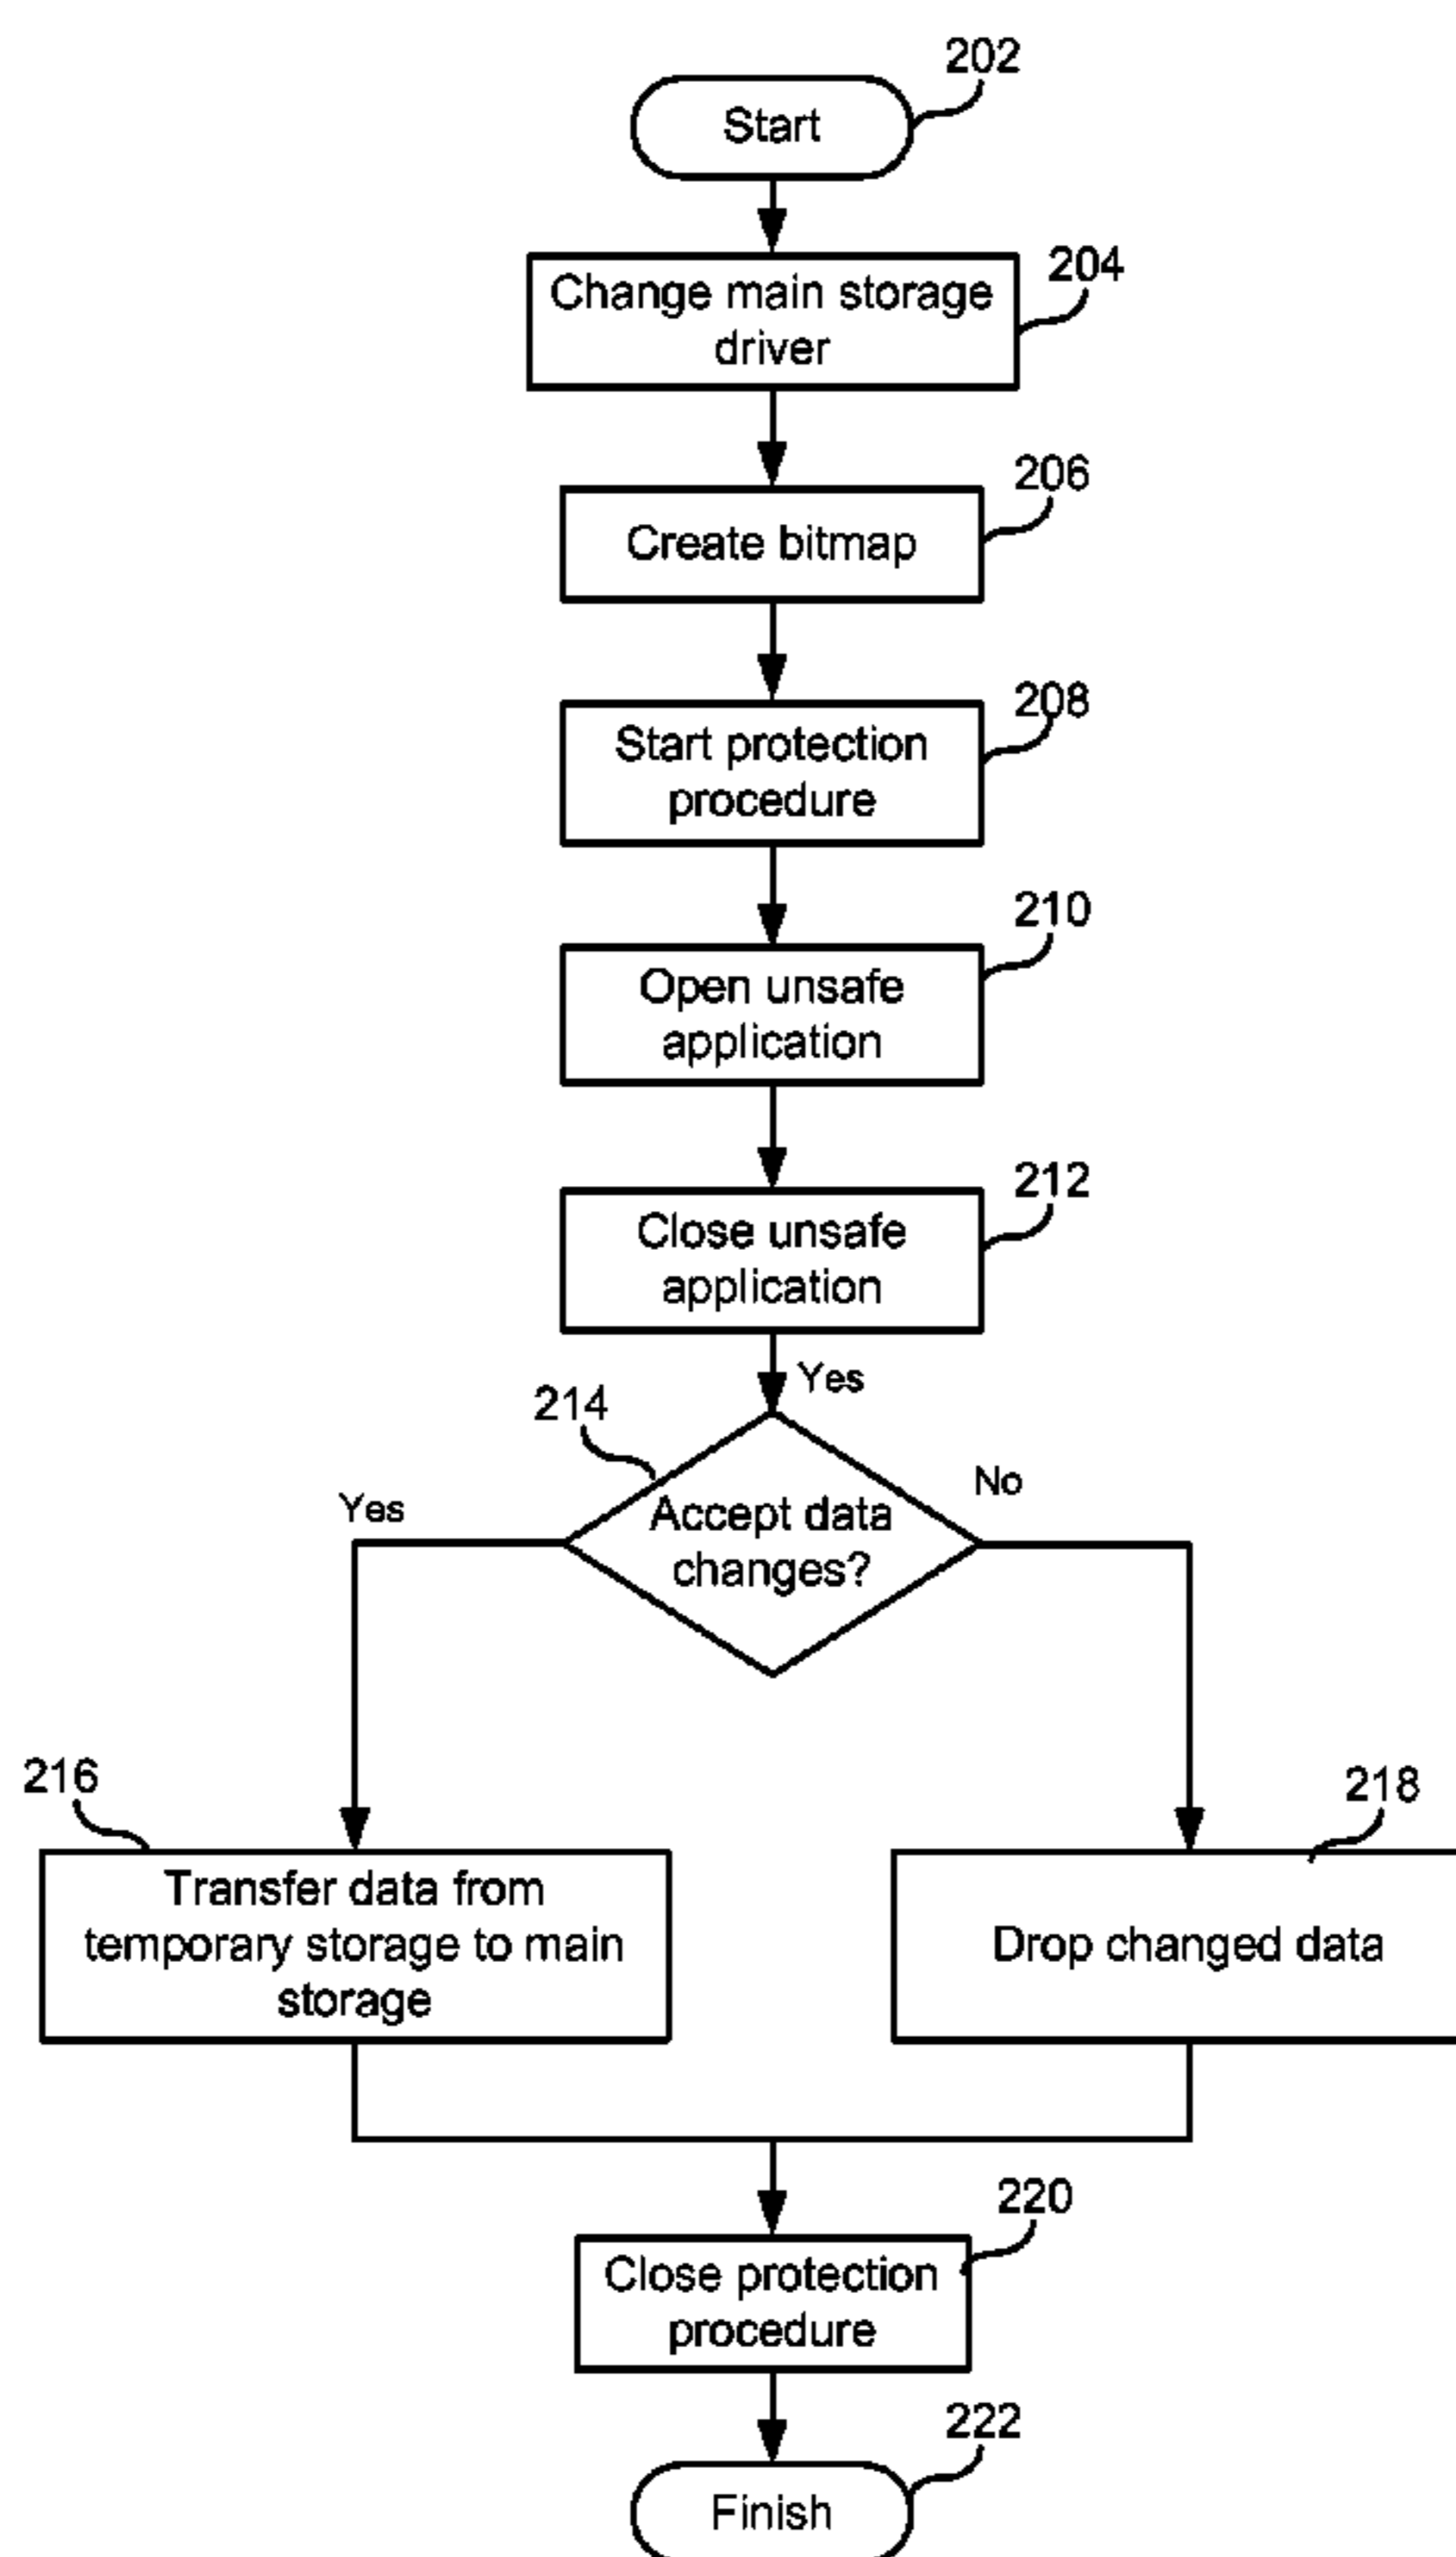 202
Start
204
Change main storage
driver
206
Create bitmap
208
Start protection
procedure
210
Open unsafe
application
212
Close unsafe
application
Yes
214
No
Yes
Accept data
changes?
216
218
Transfer data from
temporary storage to main
storage
Drop changed data
220
Close protection
procedure
222
Finish